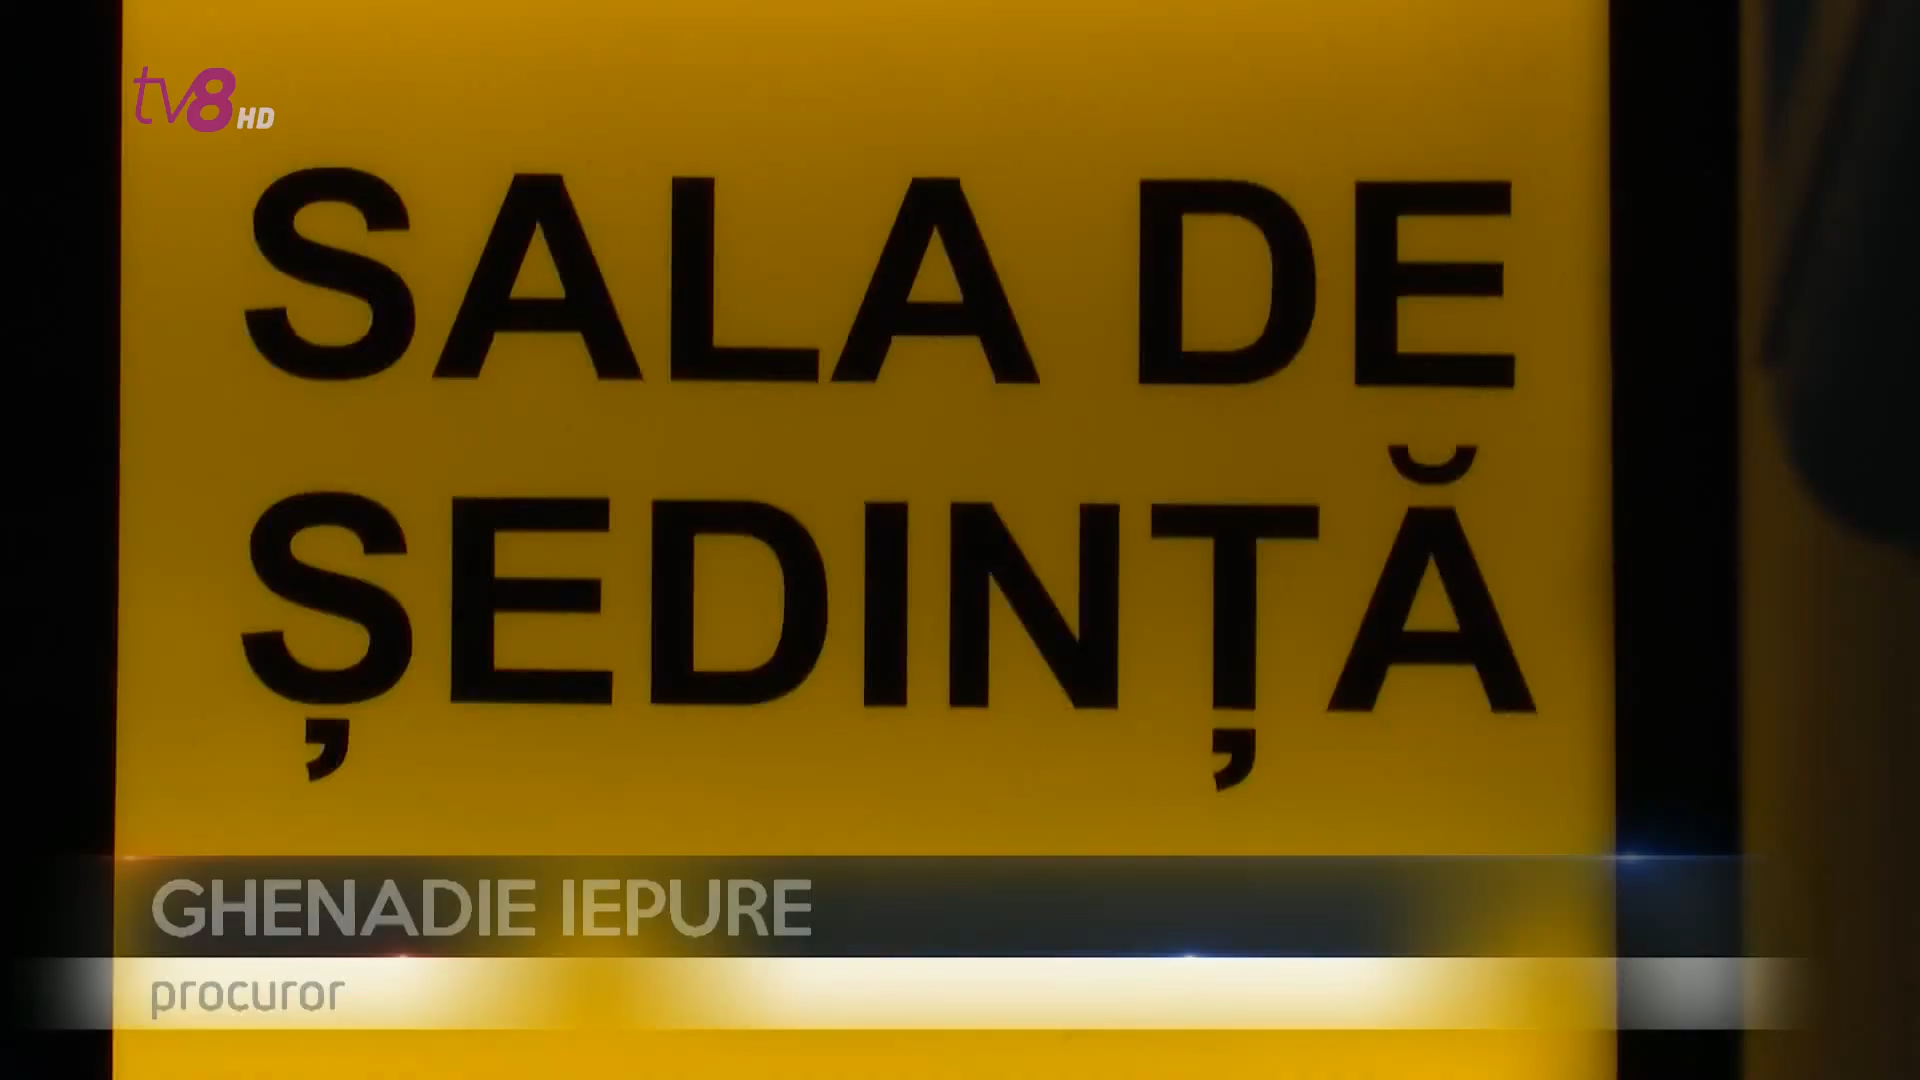 tv8 HD
SALA DE
ȘEDINȚĂ
GHENADIE IEPURE
procuror